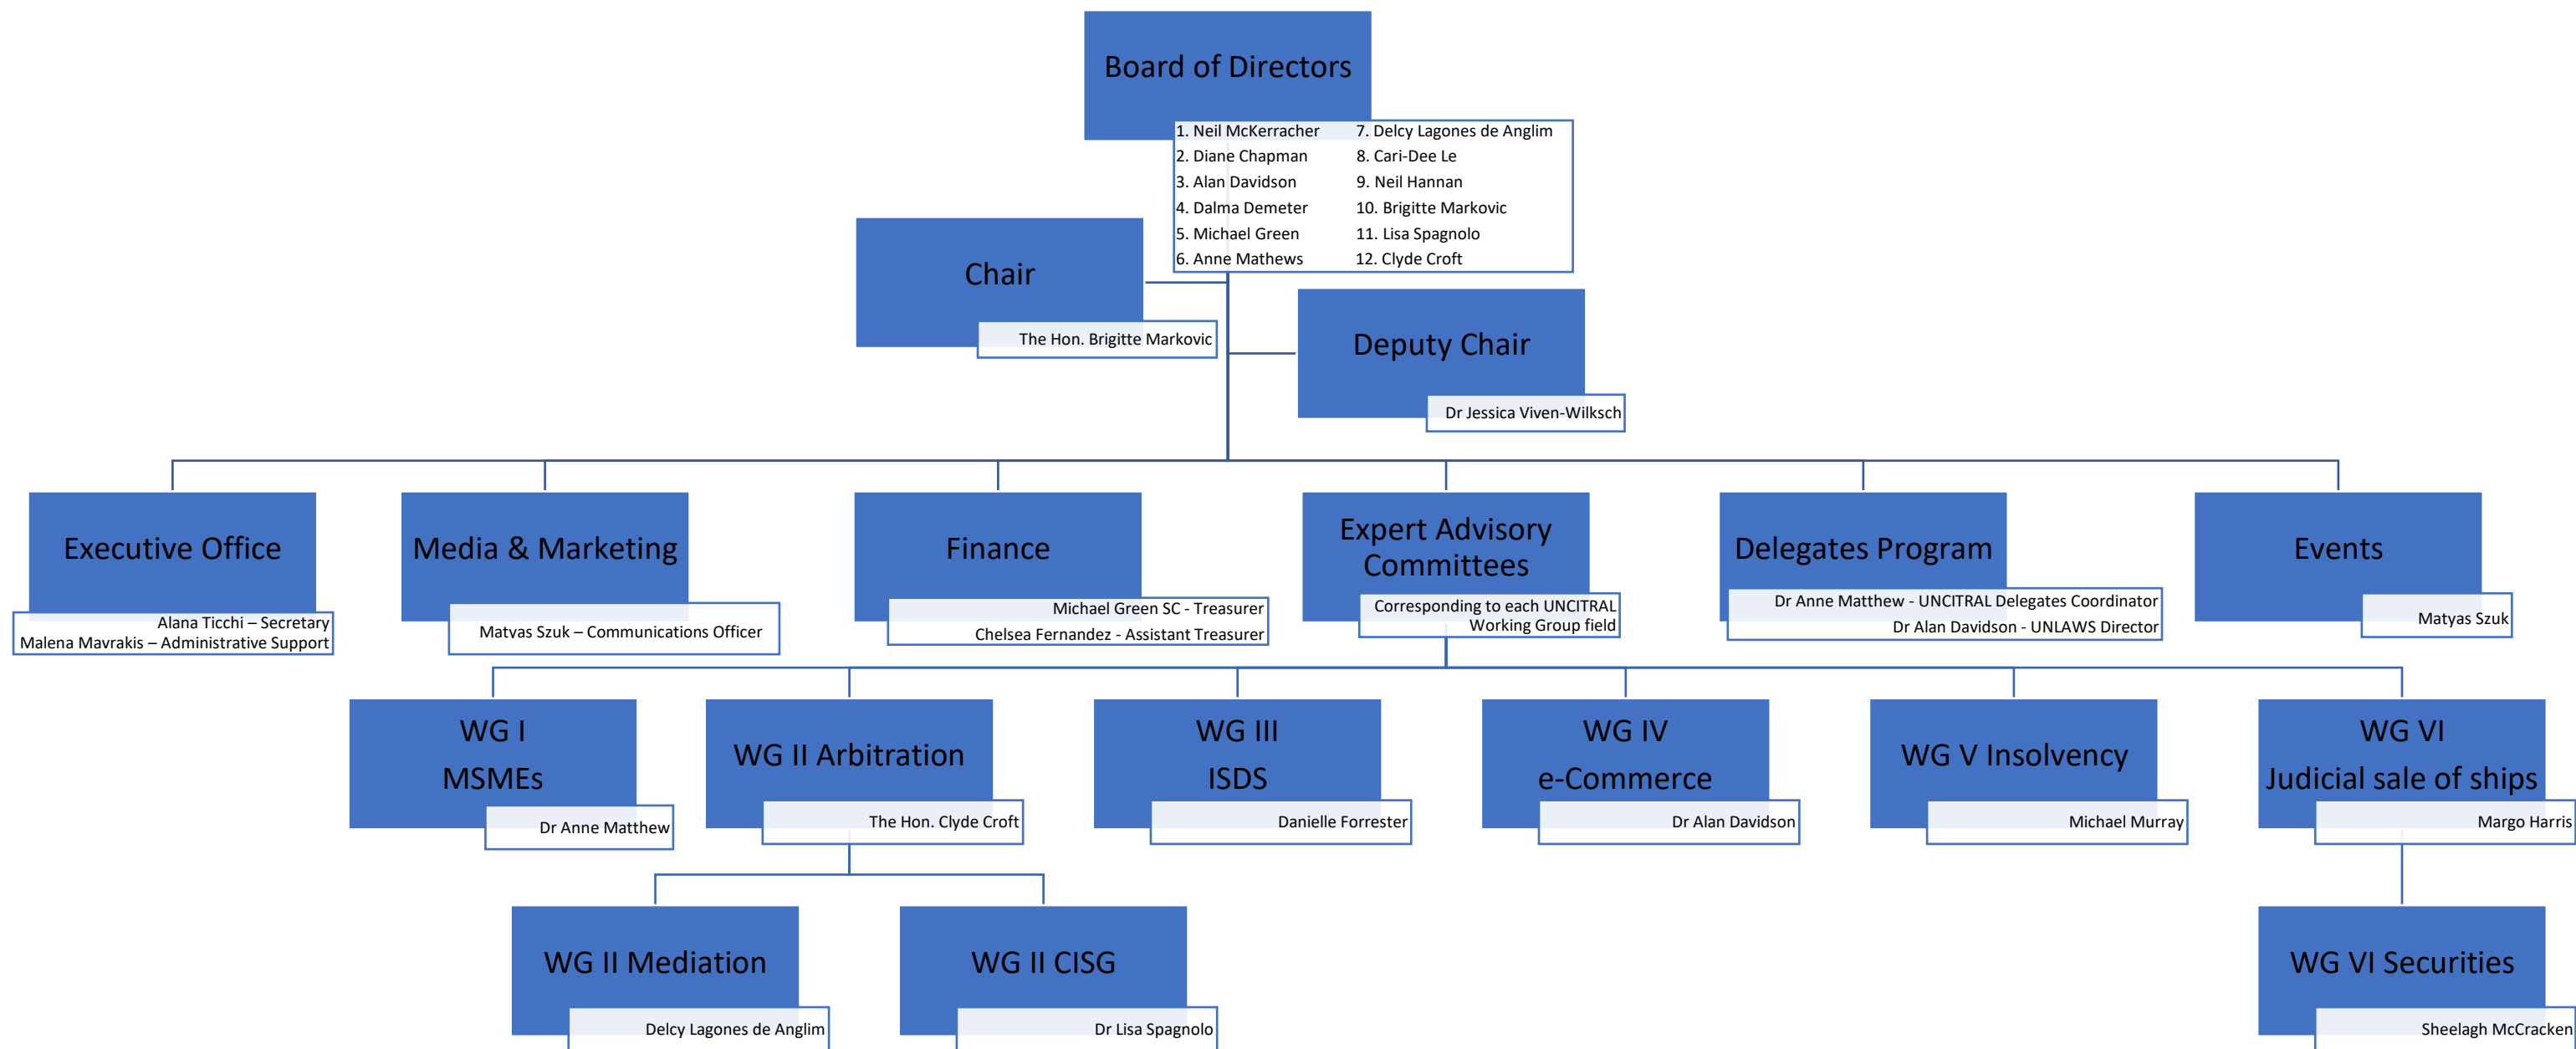 Board of Directors
1. Neil McKerracher
2. Diane Chapman
3. Alan Davidson
4. Dalma Demeter
5. Michael Green
6. Anne Mathews
7. Delcy Lagones de Anglim
8. Cari-Dee Le
9. Neil Hannan
10. Brigitte Markovic
11. Lisa Spagnolo
12. Clyde Croft
Chair
The Hon. Brigitte Markovic
Deputy Chair
Dr Jessica Viven-Wilksch
Executive Office
Alana Ticchi – Secretary
Malena Mavrakis – Administrative Support
Media & Marketing
Matyas Szuk – Communications Officer
Finance
Michael Green SC - Treasurer
Chelsea Fernandez - Assistant Treasurer
Expert Advisory
Committees
Corresponding to each UNCITRAL
Working Group field
Delegates Program
Dr Anne Matthew - UNCITRAL Delegates Coordinator
Dr Alan Davidson - UNLAWS Director
Events
Matyas Szuk
WG I
MSMEs
Dr Anne Matthew
WG II Arbitration
The Hon. Clyde Croft
WG III
ISDS
Danielle Forrester
WG IV
e-Commerce
Dr Alan Davidson
WG V Insolvency
Michael Murray
WG VI
Judicial sale of ships
Margo Harris
WG II Mediation
Delcy Lagones de Anglim
WG II CISG
Dr Lisa Spagnolo
WG VI Securities
Sheelagh McCracken